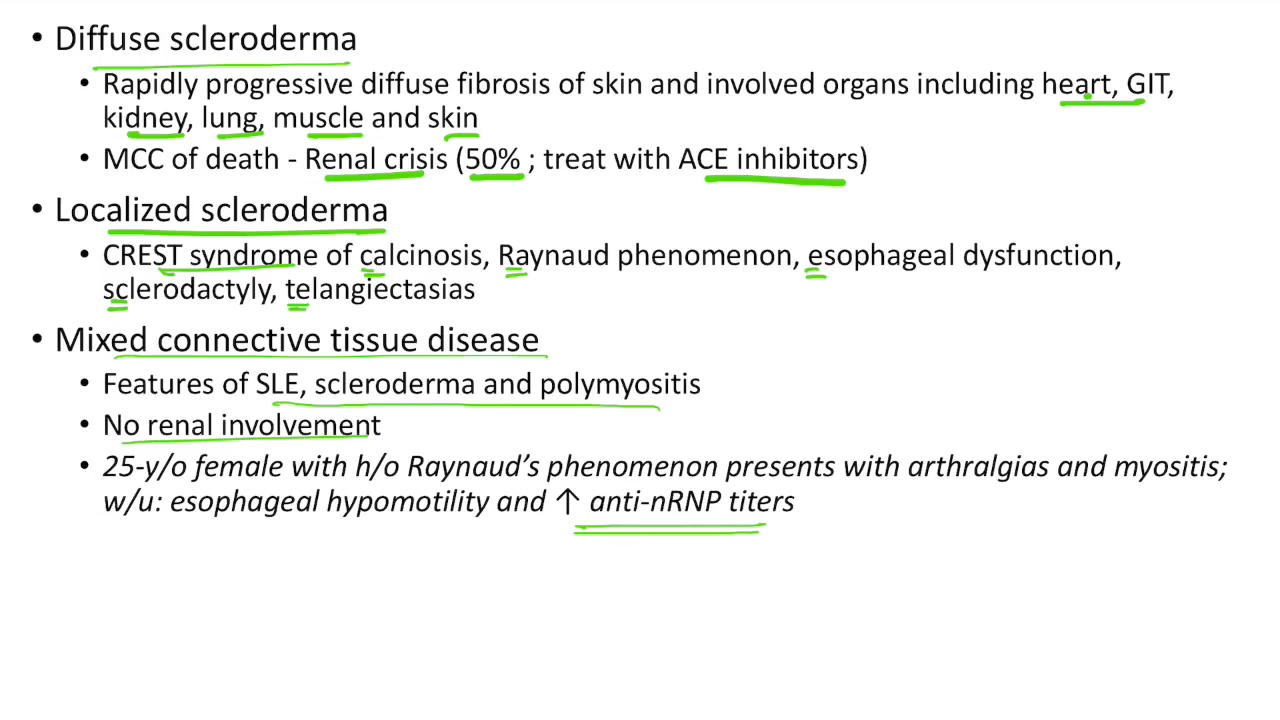 • Diffuse scleroderma
• Rapidly progressive diffuse fibrosis of skin and involved organs including heart, GIT,
kidney, lung, muscle and skin
• MCC of death - Renal crisis (50% ; treat with ACE inhibitors)
• Localized scleroderma
• CREST syndrome of calcinosis, Raynaud phenomenon, esophageal dysfunction,
sclerodactyly, telangiectasias
• Mixed connective tissue disease
• Features of SLE, scleroderma and polymyositis
• No renal involvement
• 25-y/o female with h/o Raynaud's phenomenon presents with arthralgias and myositis;
w/u: esophageal hypomotility and ↑ anti-nRNP titers